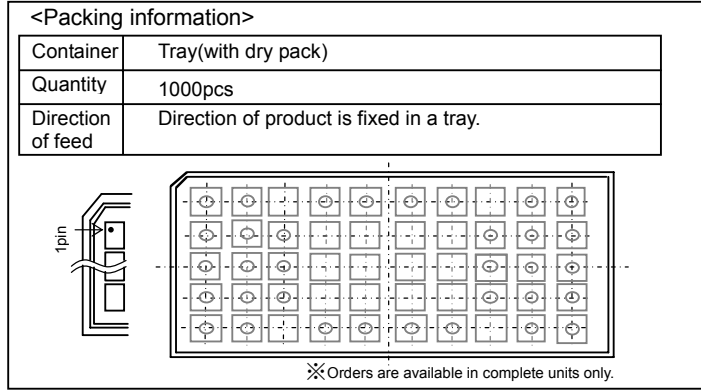 <Packing information>
Container Tray(with dry pack)
Quantity 1000pcs
Direction of feed Direction of product is fixed in a tray.
1pin
※Orders are available in complete units only.